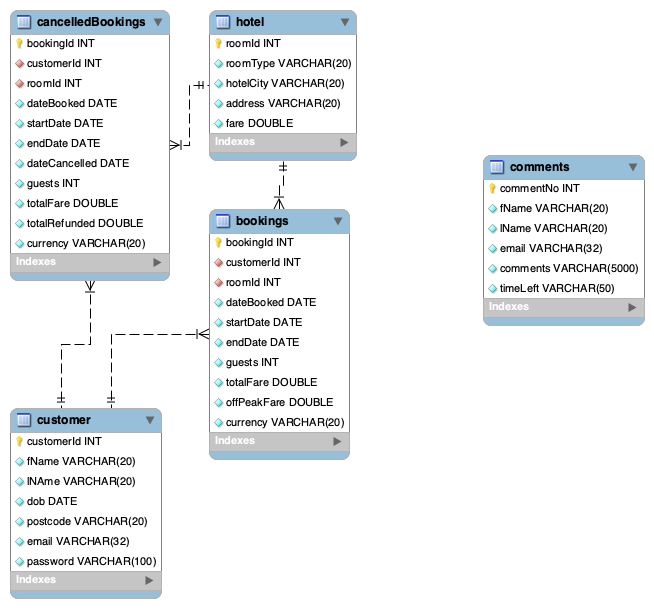 cancelledBookings
bookingId INT
customerId INT
roomId INT
dateBooked DATE
startDate DATE
endDate DATE
dateCancelled DATE
guests INT
totalFare DOUBLE
totalRefunded DOUBLE
currency VARCHAR(20)
Indexes
hotel
roomId INT
roomType VARCHAR(20)
hotelCity VARCHAR(20)
address VARCHAR(20)
fare DOUBLE
Indexes
comments
commentNo INT
fName VARCHAR(20)
lName VARCHAR(20)
email VARCHAR(32)
comments VARCHAR(5000)
timeLeft VARCHAR(50)
Indexes
bookings
bookingId INT
customerId INT
roomId INT
dateBooked DATE
startDate DATE
endDate DATE
guests INT
totalFare DOUBLE
offPeakFare DOUBLE
currency VARCHAR(20)
Indexes
customer
customerId INT
fName VARCHAR(20)
lNAme VARCHAR(20)
dob DATE
postcode VARCHAR(20)
email VARCHAR(32)
password VARCHAR(100)
Indexes